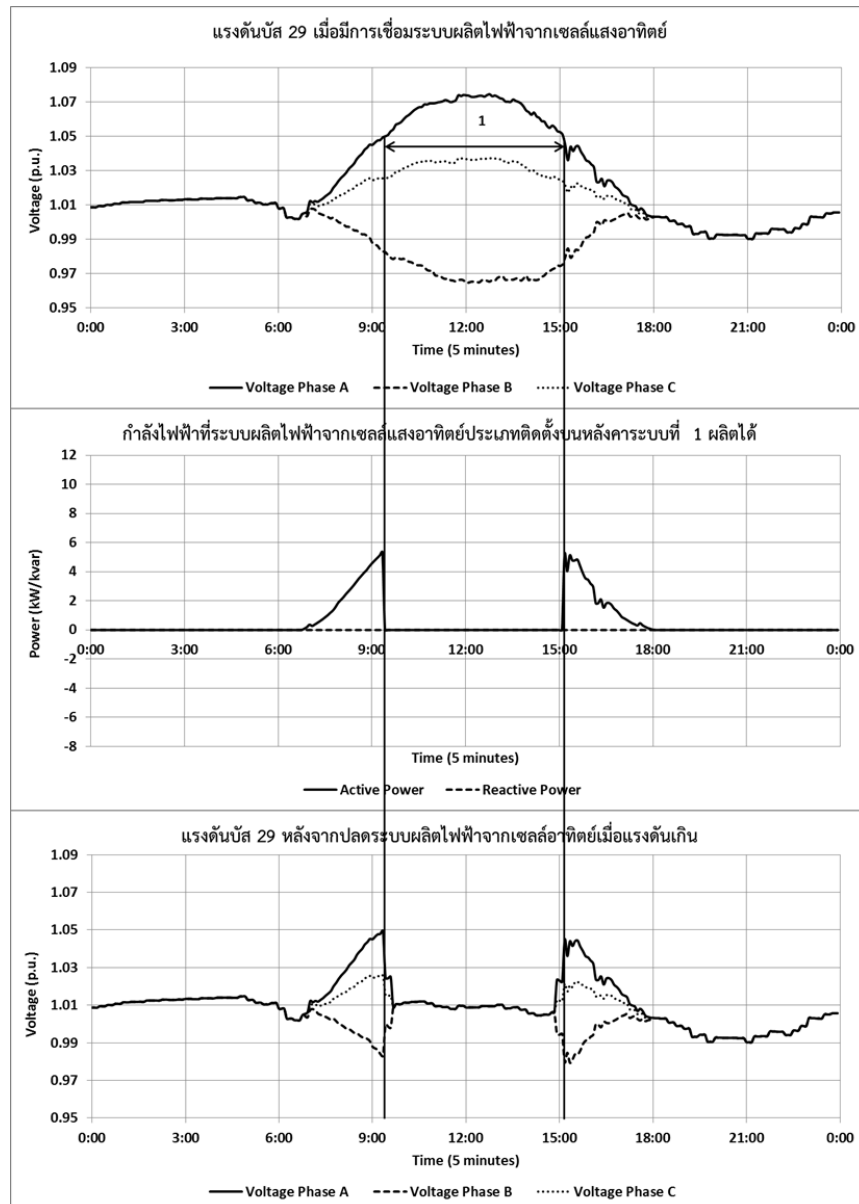 แรงดันบัส 29 เมื่อมีการเชื่อมระบบผลิตไฟฟ้าจากเซลล์แสงอาทิตย์
1.09
1.07
1.05
1.03
1.01
0.99
0.97
0.95
Voltage (p.u.)
1
0:00 3:00 6:00 9:00 12:00 15:00 18:00 21:00 0:00
Time (5 minutes)
Voltage Phase A Voltage Phase B Voltage Phase C
กำลังไฟฟ้าที่ระบบผลิตไฟฟ้าจากเซลล์แสงอาทิตย์ประเภทติดตั้งบนหลังคาระบบที่ 1 ผลิตได้
12
10
8
6
4
2
0
-2
-4
-6
-8
Power (kW/kvar)
0:00 3:00 6:00 9:00 12:00 15:00 18:00 21:00 0:00
Time (5 minutes)
Active Power Reactive Power
แรงดันบัส 29 หลังจากปลดระบบผลิตไฟฟ้าจากเซลล์อาทิตย์เมื่อแรงดันเกิน
1.09
1.07
1.05
1.03
1.01
0.99
0.97
0.95
Voltage (p.u.)
0:00 3:00 6:00 9:00 12:00 15:00 18:00 21:00 0:00
Time (5 minutes)
Voltage Phase A Voltage Phase B Voltage Phase C